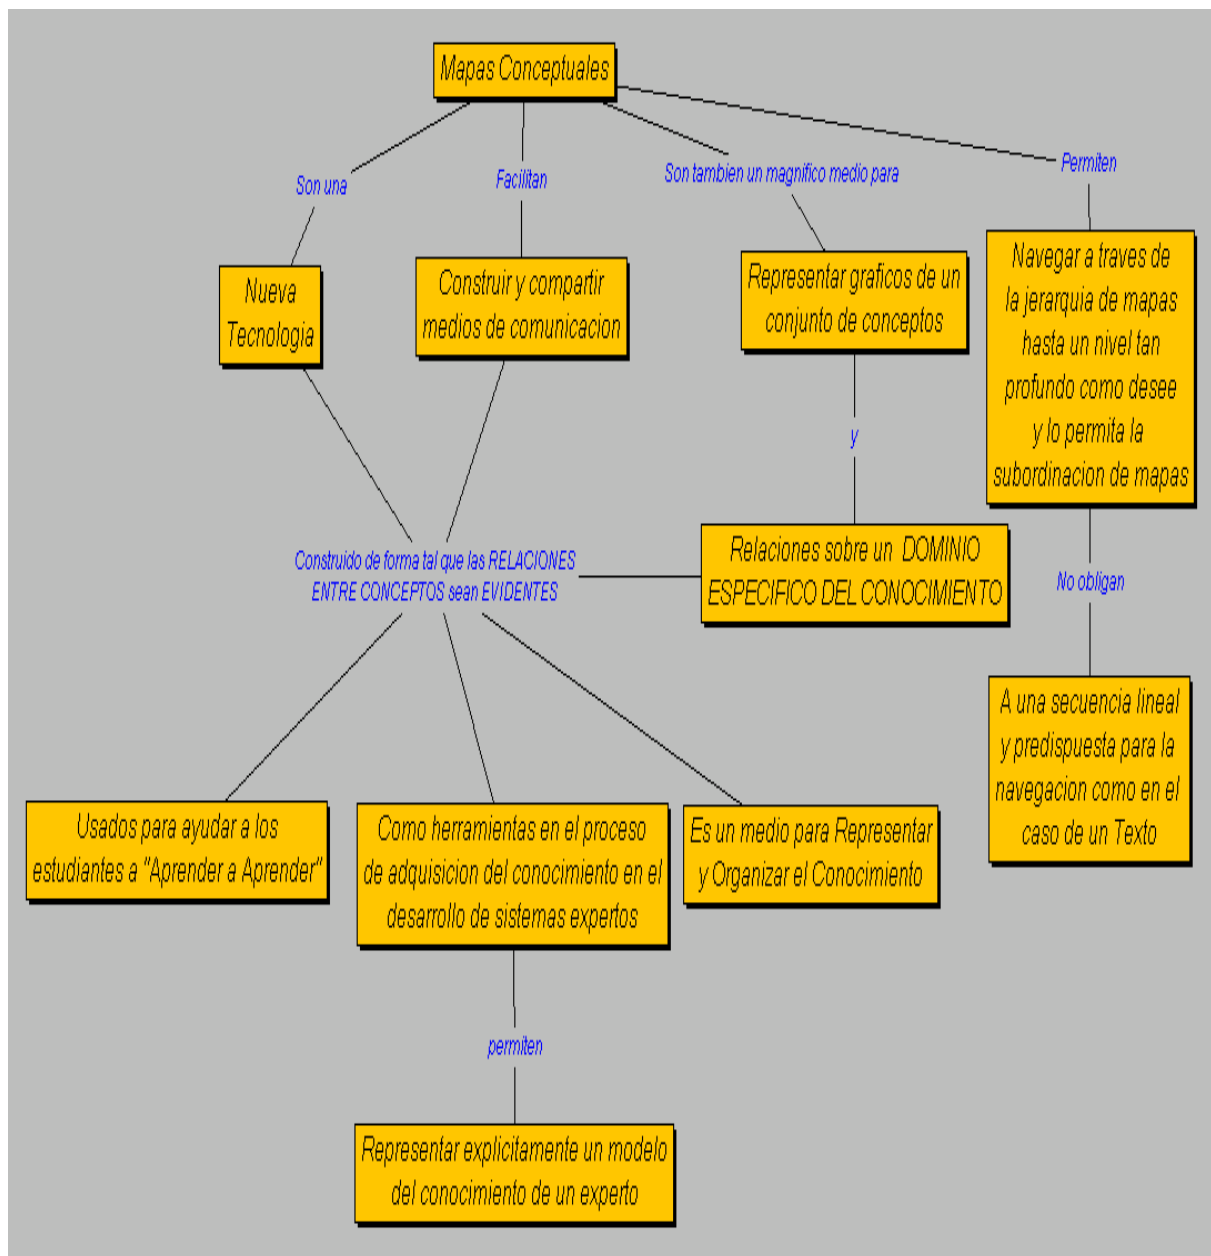 Mapas Conceptuales
Son una
Facilitan
Son tambien un magnifico medio para
Permiten
Nueva
Tecnologia
Construir y compartir
medios de comunicacion
Representar graficos de un
conjunto de conceptos
Navegar a traves de
la jerarquia de mapas
hasta un nivel tan
profundo como desee
y lo permita la
subordinacion de mapas
y
Construido de forma tal que las RELACIONES
ENTRE CONCEPTOS sean EVIDENTES
Relaciones sobre un DOMINIO
ESPECIFICO DEL CONOCIMIENTO
No obligan
A una secuencia lineal
y predispuesta para la
navegacion como en el
caso de un Texto
Usados para ayudar a los
estudiantes a "Aprender a Aprender"
Como herramientas en el proceso
de adquisicion del conocimiento en el
desarrollo de sistemas expertos
Es un medio para Representar
y Organizar el Conocimiento
permiten
Representar explicitamente un modelo
del conocimiento de un experto